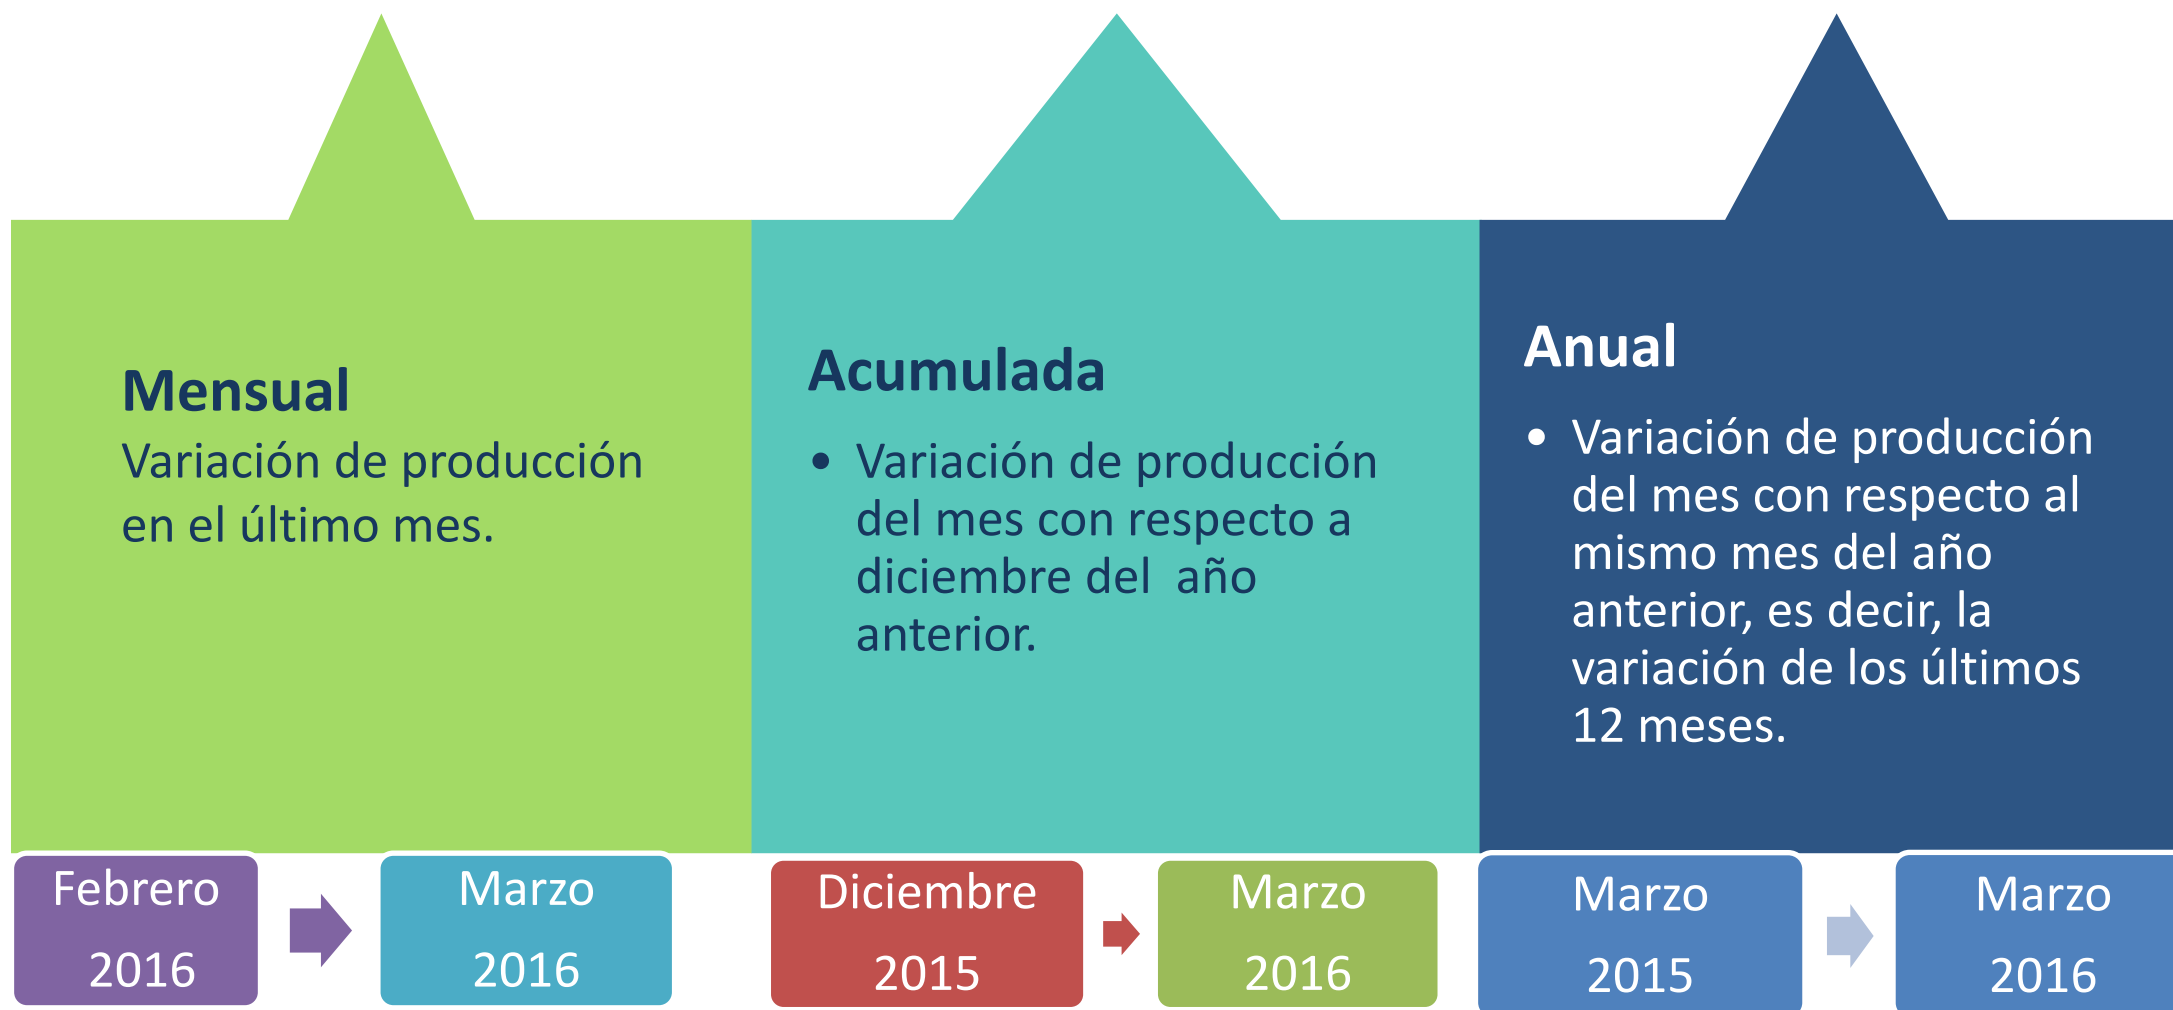 Mensual
Variación de producción
en el último mes.
Acumulada
• Variación de producción
del mes con respecto a
diciembre del año
anterior.
Anual
• Variación de producción
del mes con respecto al
mismo mes del año
anterior, es decir, la
variación de los últimos
12 meses.
Febrero
2016
Marzo
2016
Diciembre
2015
Marzo
2016
Marzo
2015
Marzo
2016